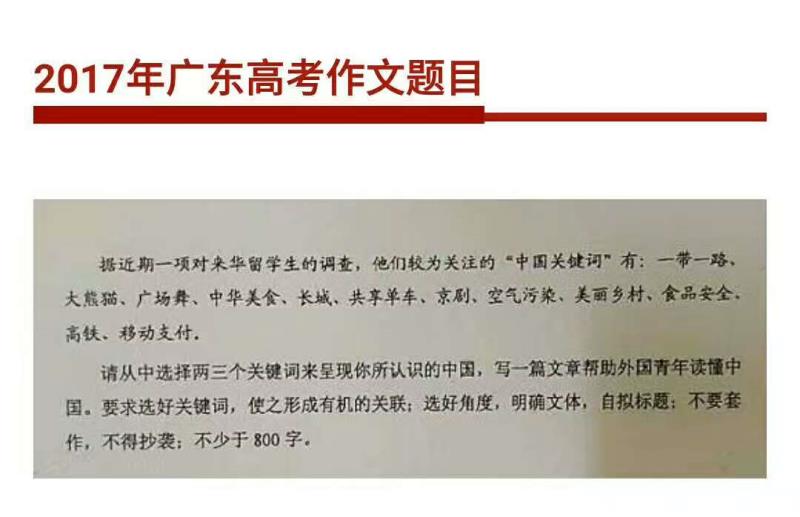 2017年广东高考作文题目
据近期一项对来华留学生的调查，他们较为关注的“中国关键词”有：一带一路、
大熊猫、广场舞、中华美食、长城、共享单车、京剧、空气污染、美丽乡村、食品安全、
高铁、移动支付。
请从中选择两三个关键词来呈现你所认识的中国，写一篇文章帮助外国青年读懂中
国。要求选好关键词，使之形成有机的关联；选好角度，明确文体，自拟标题；不要套
作，不得抄袭；不少于 800 字。